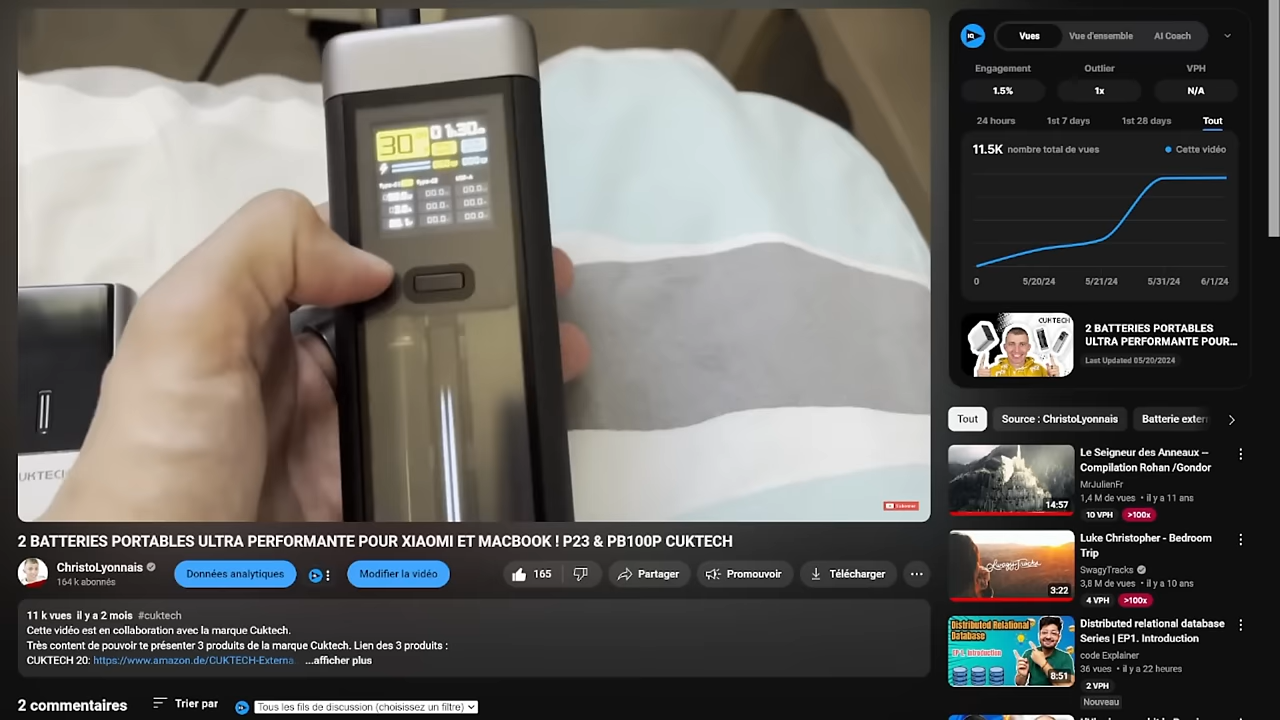 30
CUKTECH
2 BATTERIES PORTABLES ULTRA PERFORMANTE POUR XIAOMI ET MACBOOK ! P23 & PB100P CUKTECH
ChristoLyonnais
164 k abonnés
Données analytiques
Modifier la vidéo
165
Partager
Promouvoir
Télécharger
11 k vues il y a 2 mois #cuktech
Cette vidéo est en collaboration avec la marque Cuktech.
Très content de pouvoir te présenter 3 produits de la marque Cuktech. Lien des 3 produits :
CUKTECH 20: https://www.amazon.de/CUKTECH-Externa ...afficher plus
2 commentaires
Trier par
Tous les fils de discussion (choisissez un filtre)
IQ
Vues
Vue d'ensemble
AI Coach
Engagement
Outlier
VPH
1.5%
1x
N/A
24 hours
1st 7 days
1st 28 days
Tout
11.5K nombre total de vues
Cette vidéo
0
5/20/24
5/21/24
5/31/24
6/1/24
CUKTECH
2 BATTERIES PORTABLES
ULTRA PERFORMANTE POUR...
Last Updated 05/20/2024
Tout
Source : ChristoLyonnais
Batterie extern
14:57
Le Seigneur des Anneaux –
Compilation Rohan /Gondor
MrJulienFr
1,4 M de vues • il y a 11 ans
10 VPH >100x
SwagyTracks
3:22
Luke Christopher - Bedroom
Trip
SwagyTracks
3,8 M de vues • il y a 10 ans
4 VPH >100x
Distributed Relational
Database
EP 1. Introduction
8:51
Distributed relational database
Series | EP1. Introduction
code Explainer
36 vues • il y a 22 heures
2 VPH
Nouveau